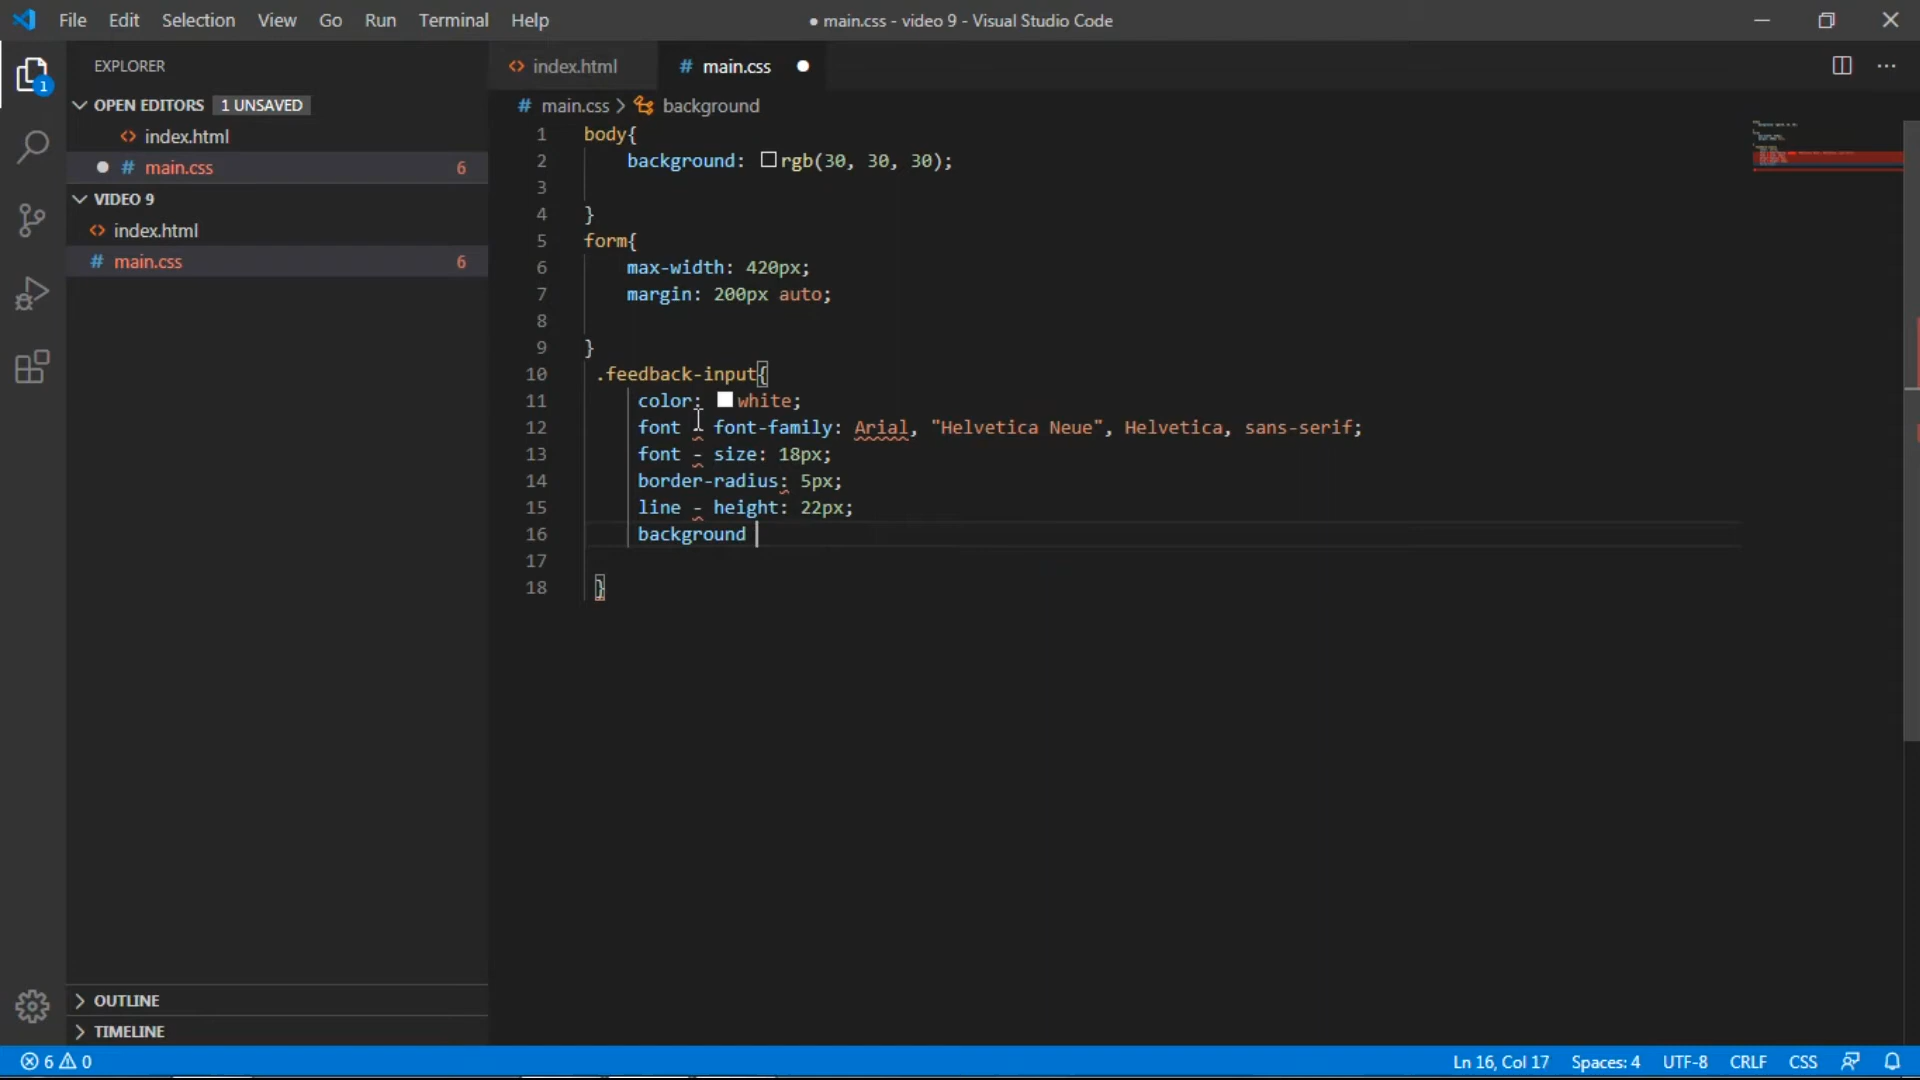 File Edit Selection View Go Run Terminal Help
● main.css - video 9 - Visual Studio Code
EXPLORER
OPEN EDITORS 1 UNSAVED
index.html
main.css 6
VIDEO 9
index.html
main.css 6
OUTLINE
TIMELINE
1
index.html
# main.css
# main.css > background
1 body{
2 background: rgb(30, 30, 30);
3
4 }
5 form{
6 max-width: 420px;
7 margin: 200px auto;
8
9 }
10 .feedback-input{
11 color: white;
12 font - font-family: Arial, "Helvetica Neue", Helvetica, sans-serif;
13 font - size: 18px;
14 border-radius: 5px;
15 line - height: 22px;
16 background
17
18 }
6 0
Ln 16, Col 17 Spaces: 4 UTF-8 CRLF CSS